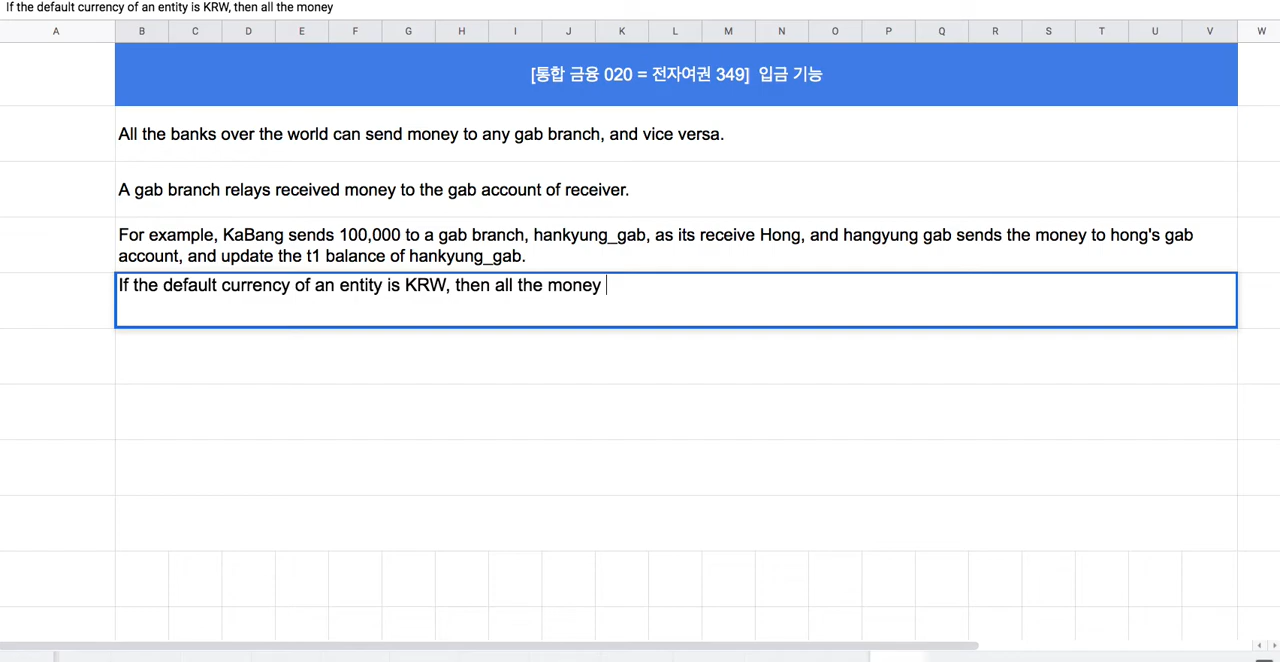 If the default currency of an entity is KRW, then all the money
A B C D E F G H I J K L M N O P Q R S T U V W
[통합 금융 020 = 전자여권 349] 입금 기능
All the banks over the world can send money to any gab branch, and vice versa.
A gab branch relays received money to the gab account of receiver.
For example, KaBang sends 100,000 to a gab branch, hankyung_gab, as its receive Hong, and hangyung gab sends the money to hong's gab
account, and update the t1 balance of hankyung_gab.
If the default currency of an entity is KRW, then all the money